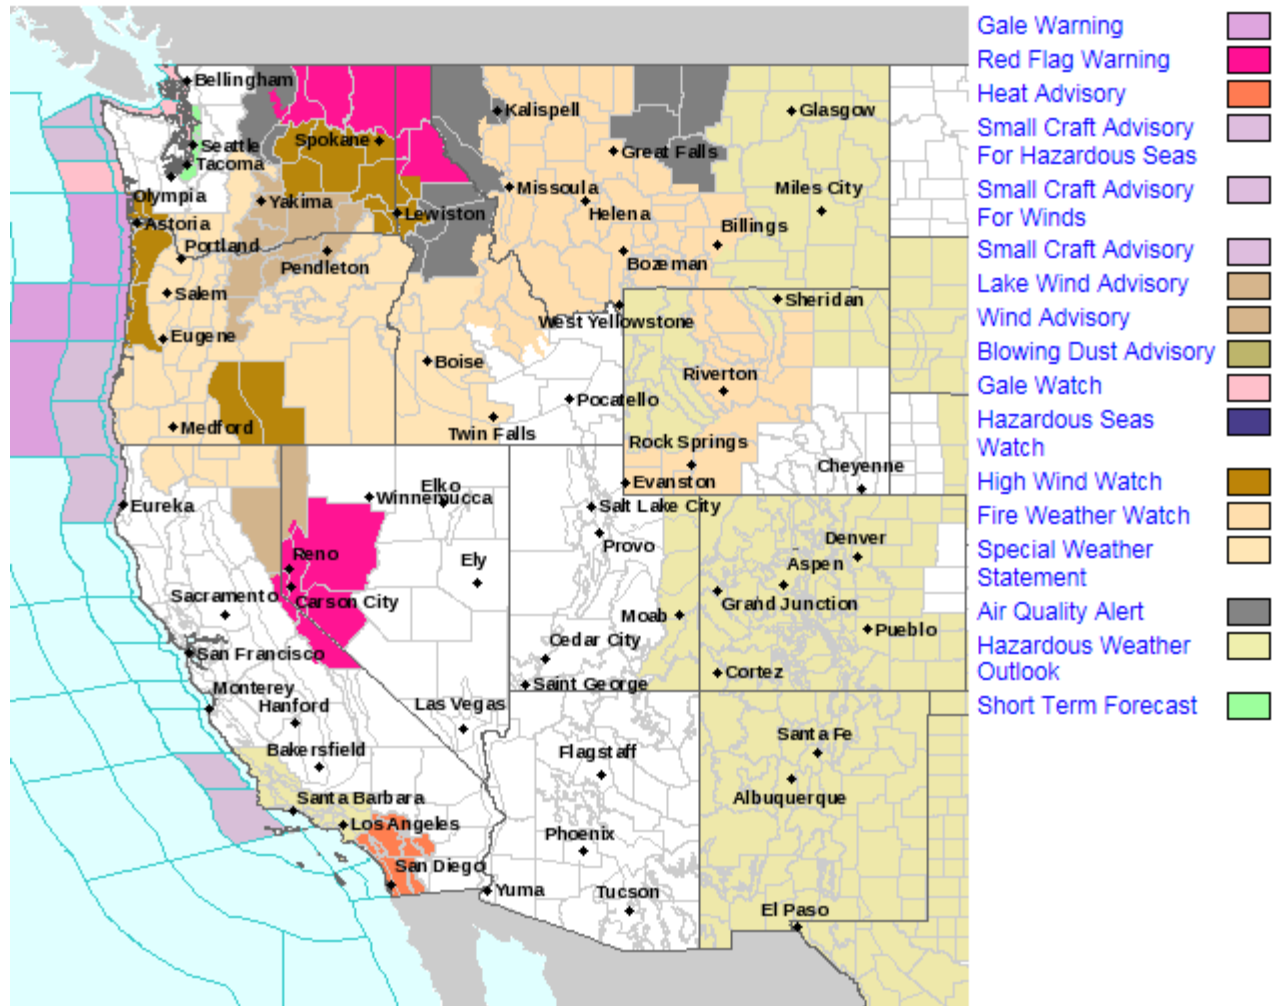 Bellingham
Kalispell
Glasgow
Seattle
Spokane
Great Falls
Tacoma
Olympia
Yakima
Missoula
Miles City
Astoria
Lewiston
Helena
Billings
Portland
Pendleton
Bozeman
Salem
Sheridan
West Yellowstone
Eugene
Boise
Riverton
Pocatello
Medford
Twin Falls
Rock Springs
Cheyenne
Elko
Evanston
Winnemucca
Eureka
Salt Lake City
Denver
Provo
Reno
Ely
Aspen
Sacramento
Carson City
Grand Junction
Moab
Pueblo
San Francisco
Cedar City
Cortez
Saint George
Monterey
Hanford
Las Vegas
Santa Fe
Bakersfield
Flagstaff
Albuquerque
Santa Barbara
Los Angeles
Phoenix
San Diego
Yuma
Tucson
El Paso
Gale Warning
Red Flag Warning
Heat Advisory
Small Craft Advisory
For Hazardous Seas
Small Craft Advisory
For Winds
Small Craft Advisory
Lake Wind Advisory
Wind Advisory
Blowing Dust Advisory
Gale Watch
Hazardous Seas
Watch
High Wind Watch
Fire Weather Watch
Special Weather
Statement
Air Quality Alert
Hazardous Weather
Outlook
Short Term Forecast